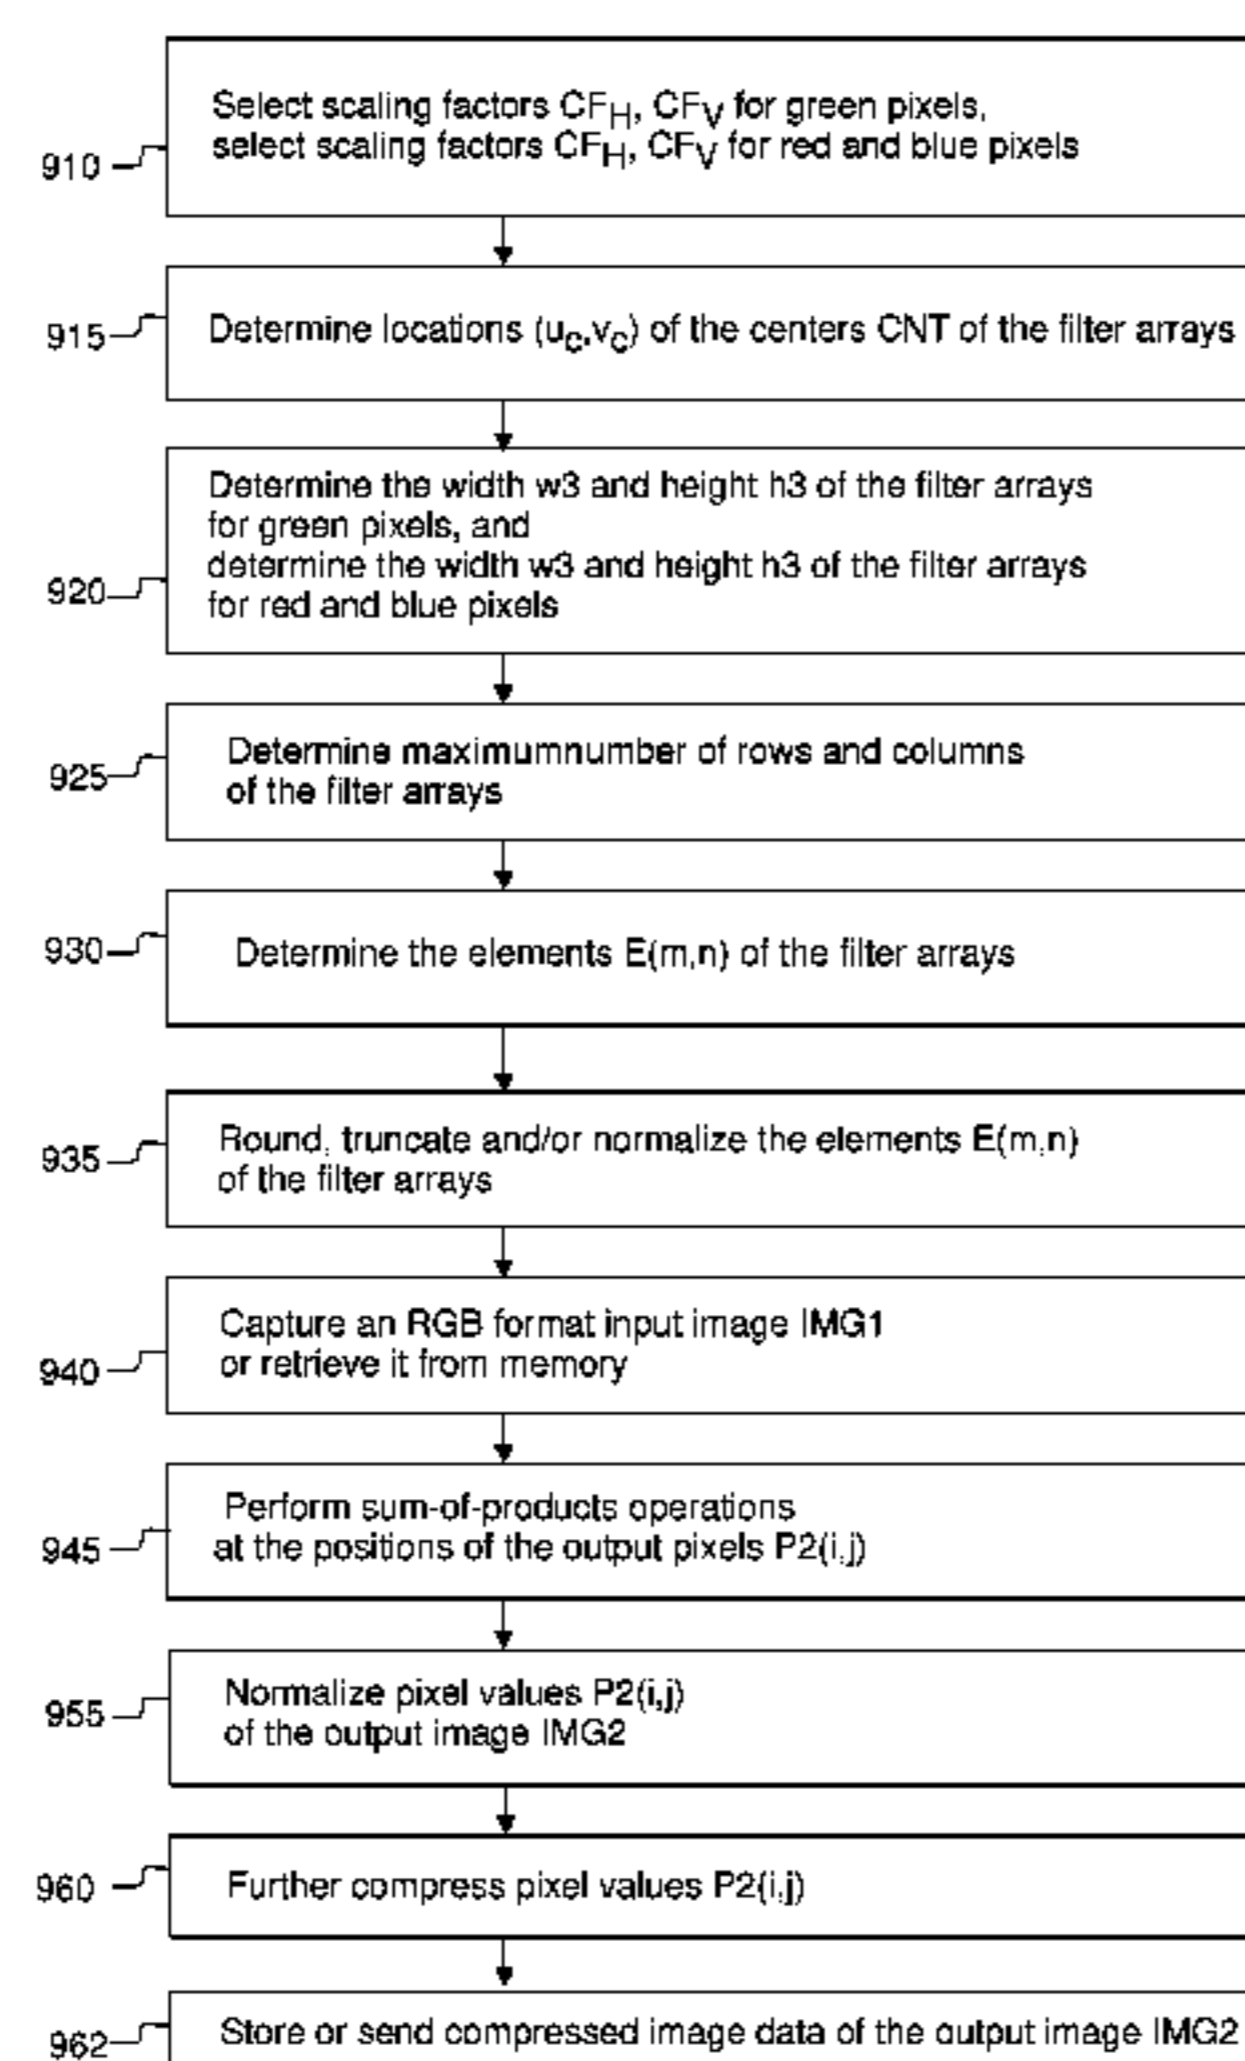 Select scaling factors CFH, CFV for green pixels,
select scaling factors CFH, CFV for red and blue pixels
910
915
Determine locations (uc,vc) of the centers CNT of the filter arrays
Determine the width w3 and height h3 of the filter arrays
for green pixels, and
determine the width w3 and height h3 of the filter arrays
920
for red and blue pixels
Determine maximumnumber of rows and columns
925
of the filter arrays
930
Determine the elements E(m,n) of the filter arrays
Round, truncate and/or normalize the elements E(m,n)
935
of the filter arrays
Capture an RGB format input image IMG1
940
or retrieve it from memory
Perform sum-of-products operations
945
at the positions of the output pixels P2(i,j)
Normalize pixel values P2(i,j)
955
of the output image IMG2
960
Further compress pixel values P2(i,j)
962
Store or send compressed image data of the output image IMG2